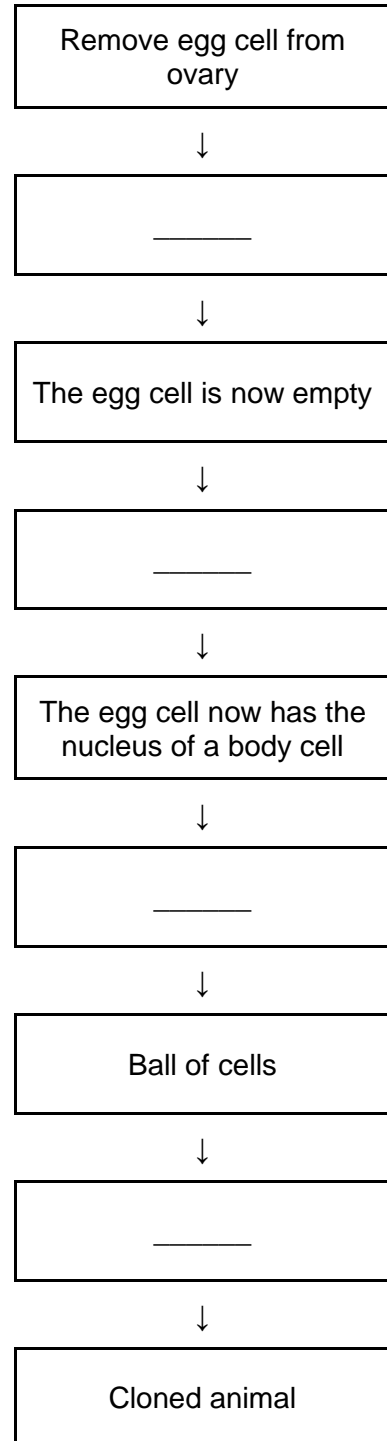 Remove egg cell from
ovary
↓
______
↓
The egg cell is now empty
↓
______
↓
The egg cell now has the
nucleus of a body cell
↓
______
↓
Ball of cells
↓
______
↓
Cloned animal